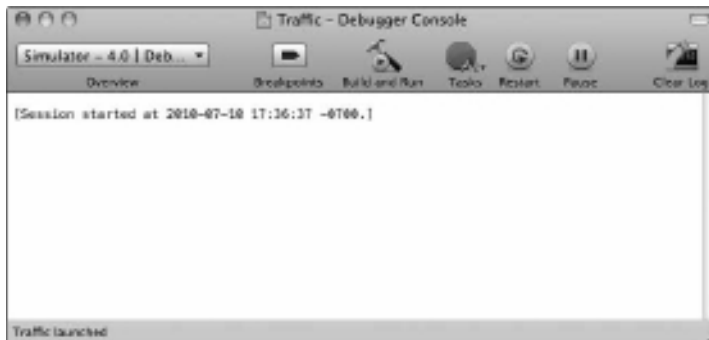 Traffic – Debugger Console
Simulator – 4.0 | Deb...
Overview
Breakpoints
Build and Run
Tasks
Restart
Pause
Clear Log
[Session started at 2010-07-10 17:36:37 -0700.]
Traffic launched